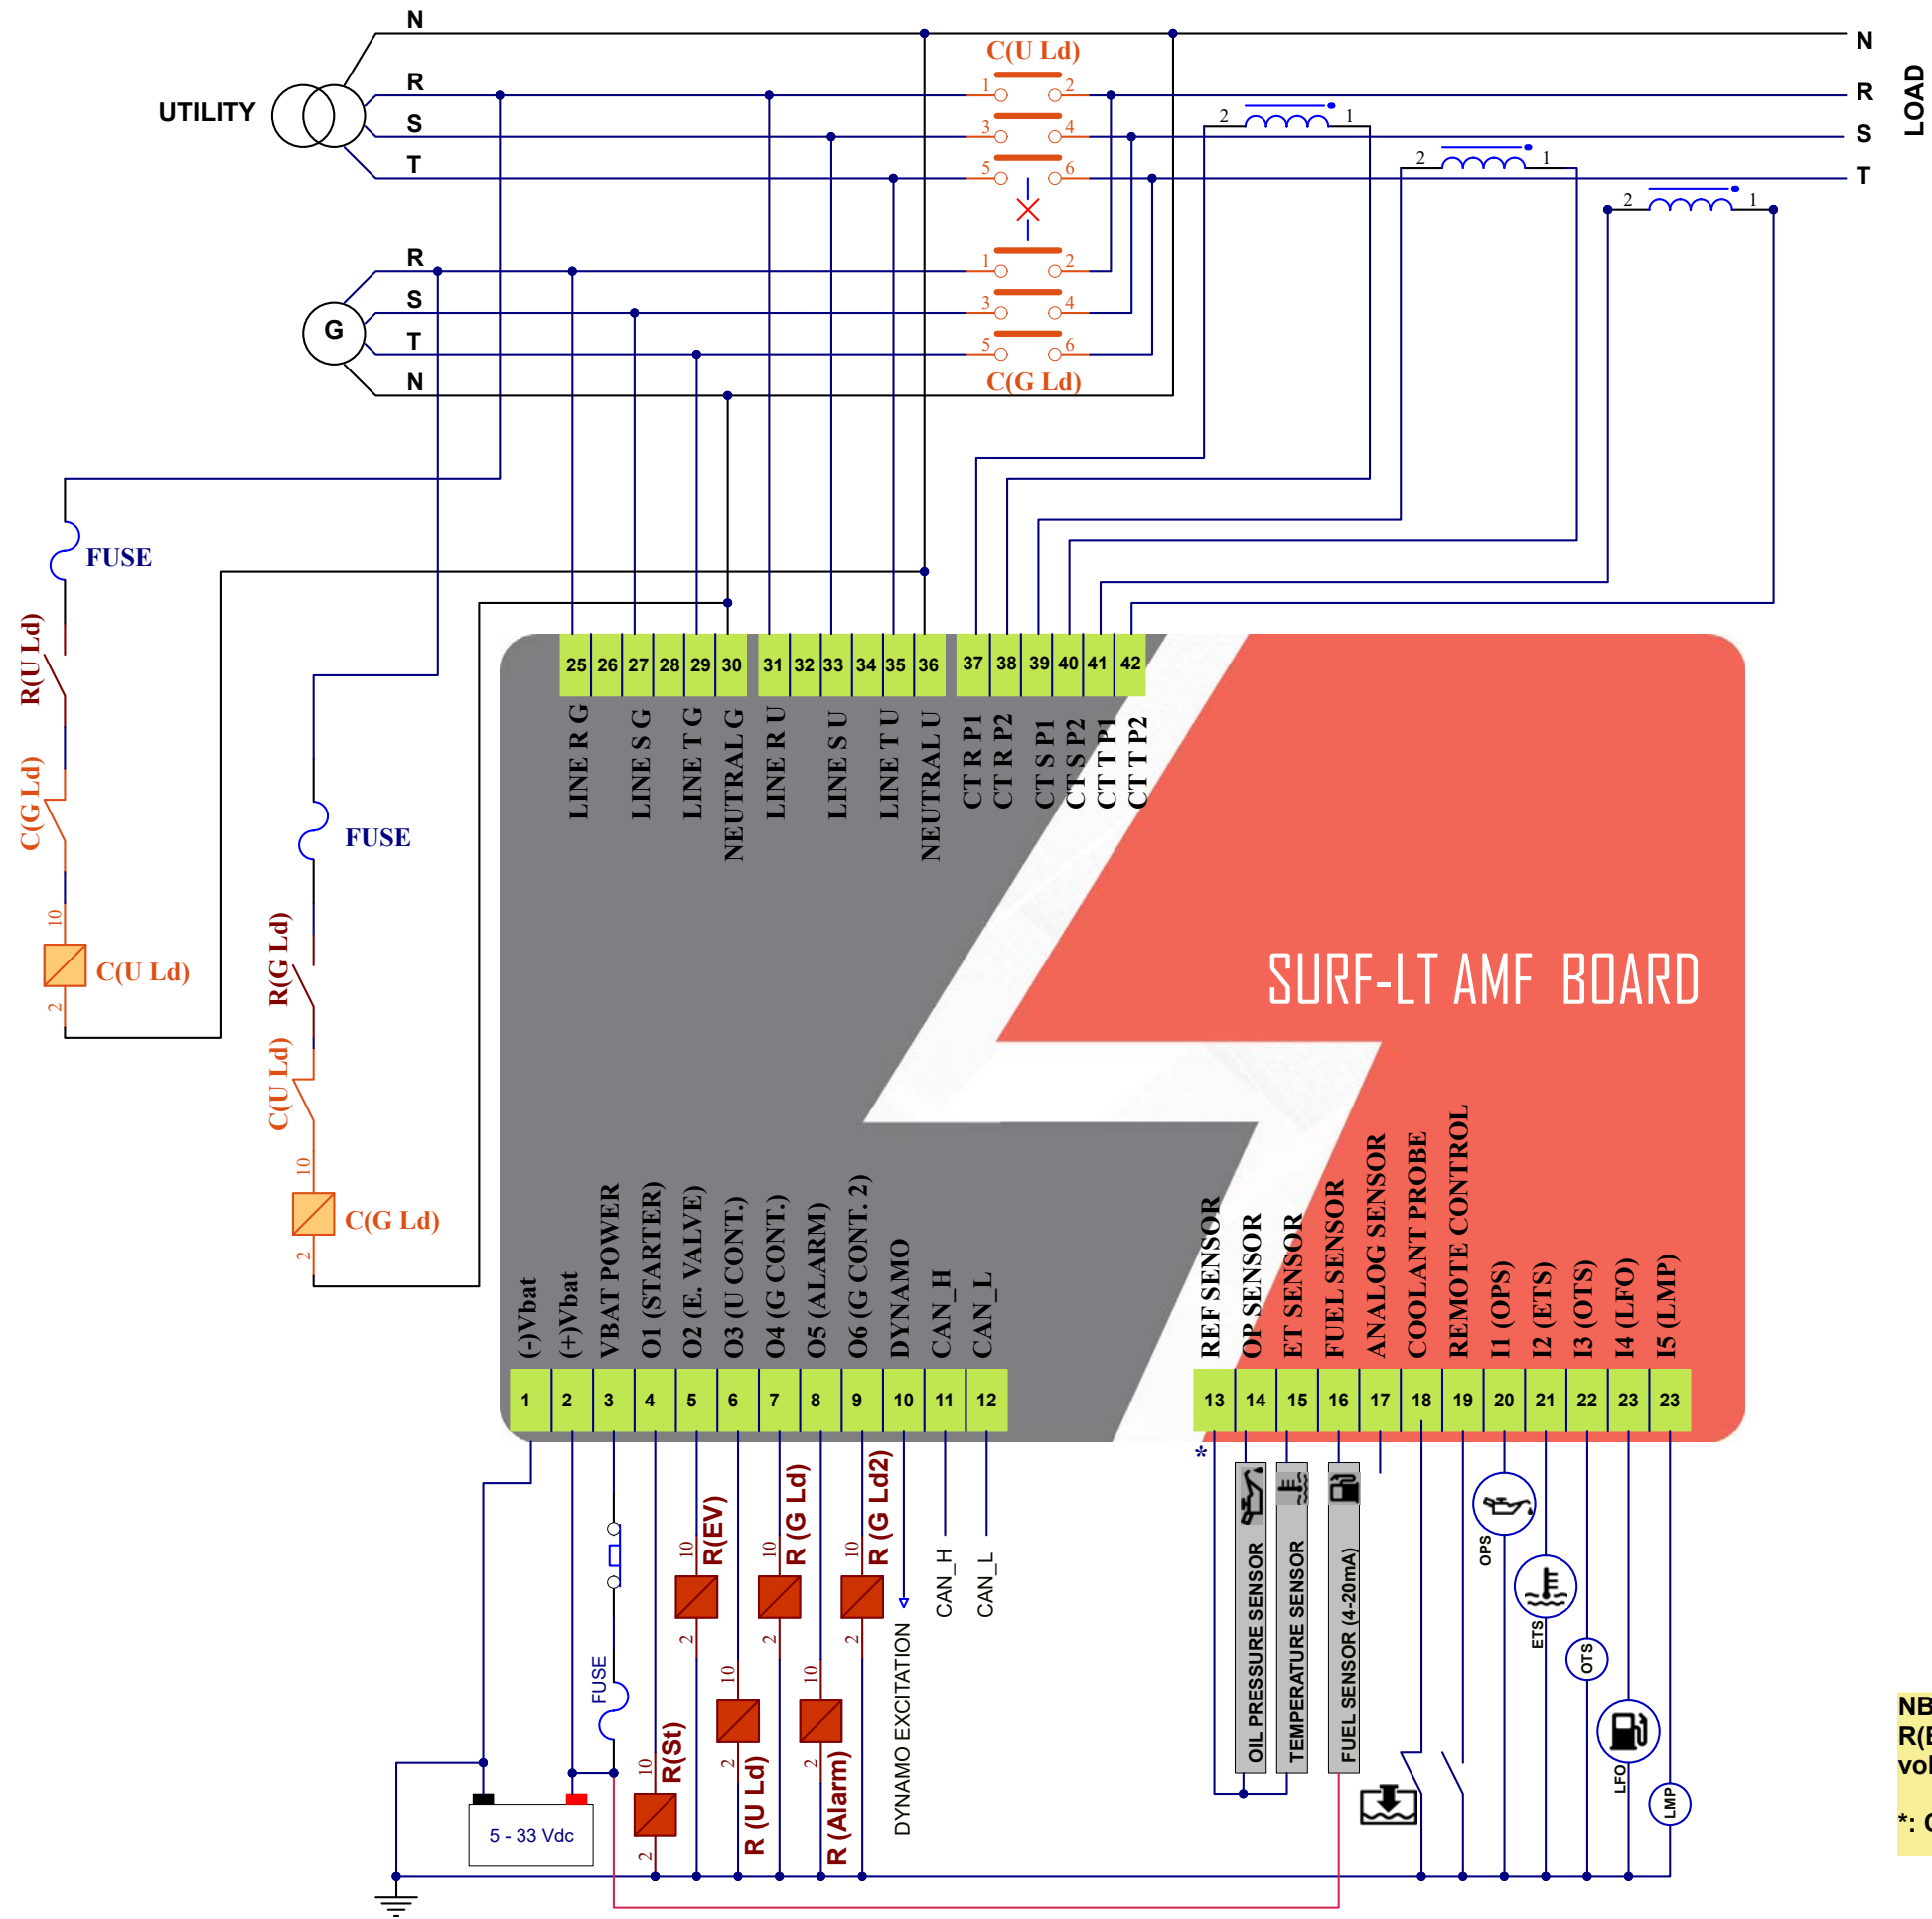 N
N
C(U Ld)
UTILITY
R
1
2
R
LOAD
2
1
S
3
4
S
2
1
T
5
6
T
2
1
R
1
2
S
3
4
G
T
5
6
N
C(G Ld)
FUSE
R(U Ld)
C(G Ld)
10
C(U Ld)
2
FUSE
R(G Ld)
C(U Ld)
10
C(G Ld)
2
25 26 27 28 29 30 31 32 33 34 35 36 37 38 39 40 41 42
LINE R G
LINE S G
LINE T G
NEUTRAL G
LINE R U
LINE S U
LINE T U
NEUTRAL U
CT R P1
CT R P2
CT S P1
CT S P2
CT T P1
CT T P2
SURF-LT AMF BOARD
(-)Vbat
(+)Vbat
VBAT POWER
O1 (STARTER)
O2 (E. VALVE)
O3 (U CONT.)
O4 (G CONT.)
O5 (ALARM)
O6 (G CONT. 2)
DYNAMO
CAN_H
CAN_L
REF SENSOR
OP SENSOR
ET SENSOR
FUEL SENSOR
ANALOG SENSOR
COOLANT PROBE
REMOTE CONTROL
I1 (OPS)
I2 (ETS)
I3 (OTS)
I4 (LFO)
I5 (LMP)
1 2 3 4 5 6 7 8 9 10 11 12
13 14 15 16 17 18 19 20 21 22 23 23
*
FUSE
10
R(St)
2
10
R(EV)
2
10
R (U Ld)
2
10
R (G Ld)
2
10
R (Alarm)
2
10
R (G Ld2)
2
DYNAMO EXCITATION
CAN_H
CAN_L
OIL PRESSURE SENSOR
TEMPERATURE SENSOR
FUEL SENSOR (4-20mA)
OPS
ETS
OTS
LFO
LMP
5 - 33 Vdc
NB
*: